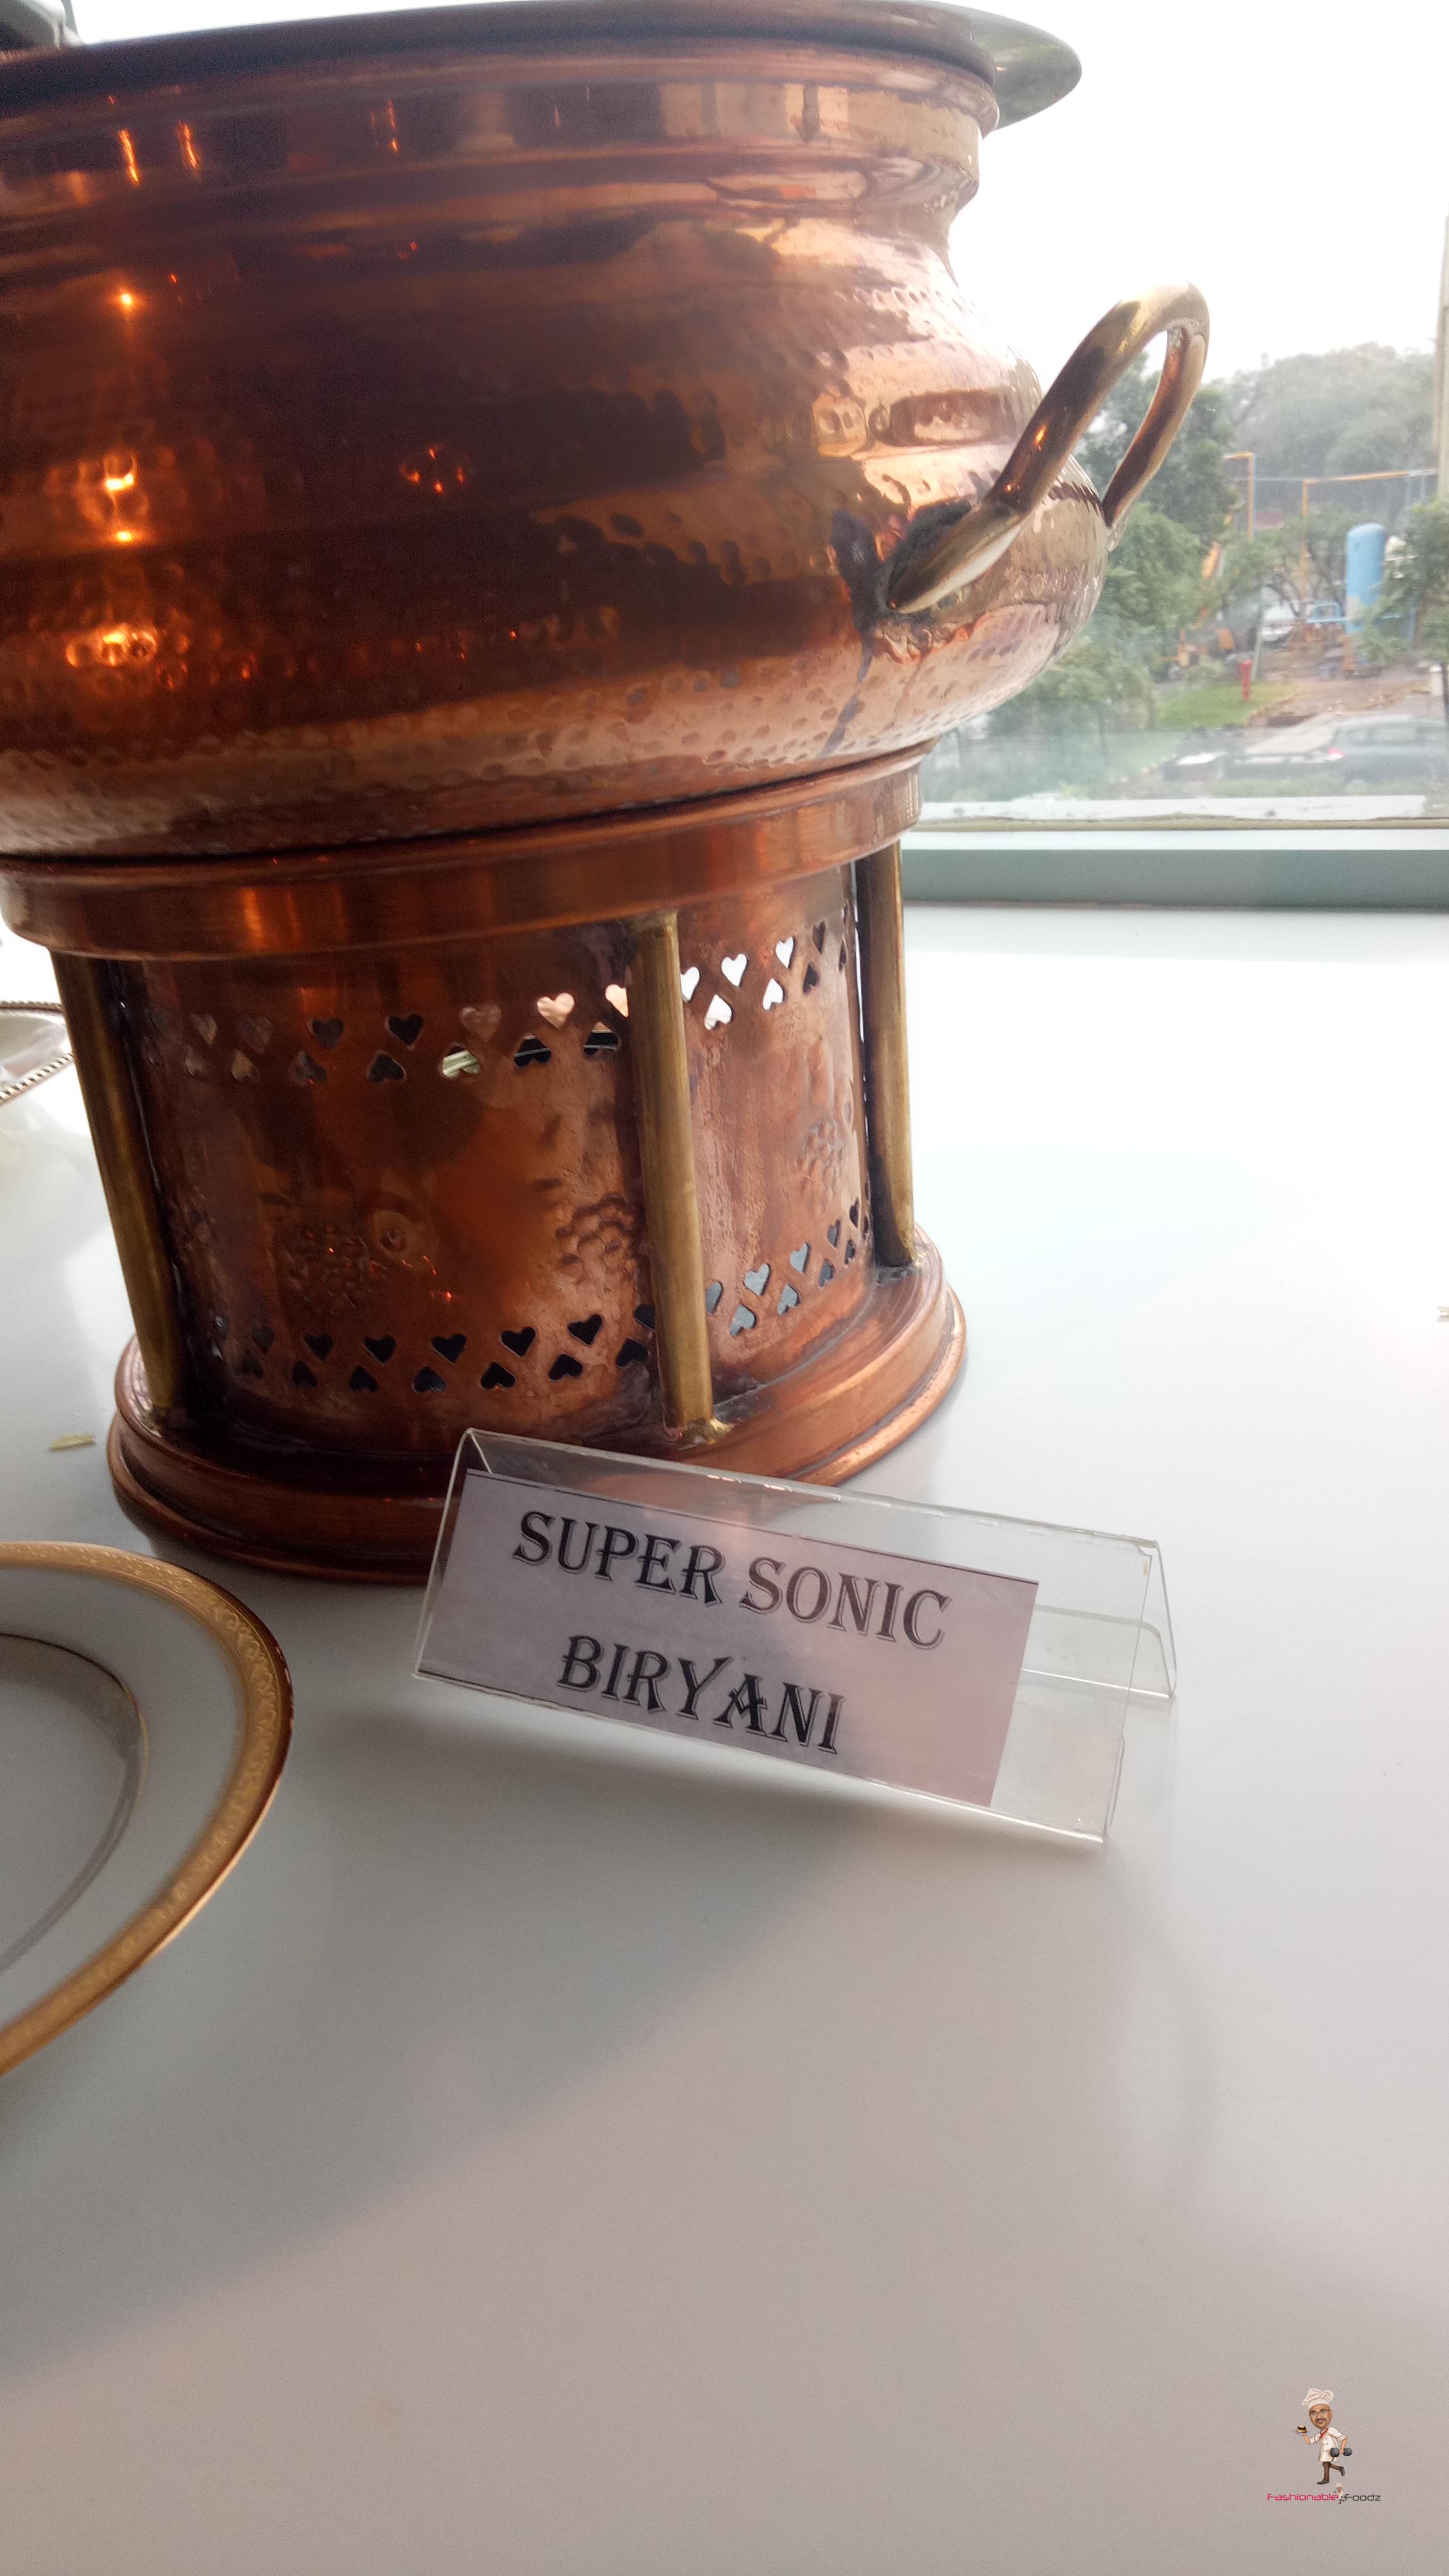 SUPER SONIC
BIRYANI
Fashionable Foodz